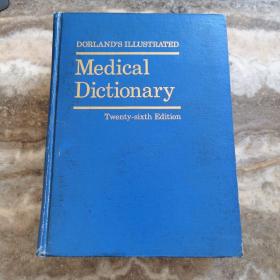 DORLAND'S ILLUSTRATED
Medical
Dictionary
Twenty-sixth Edition